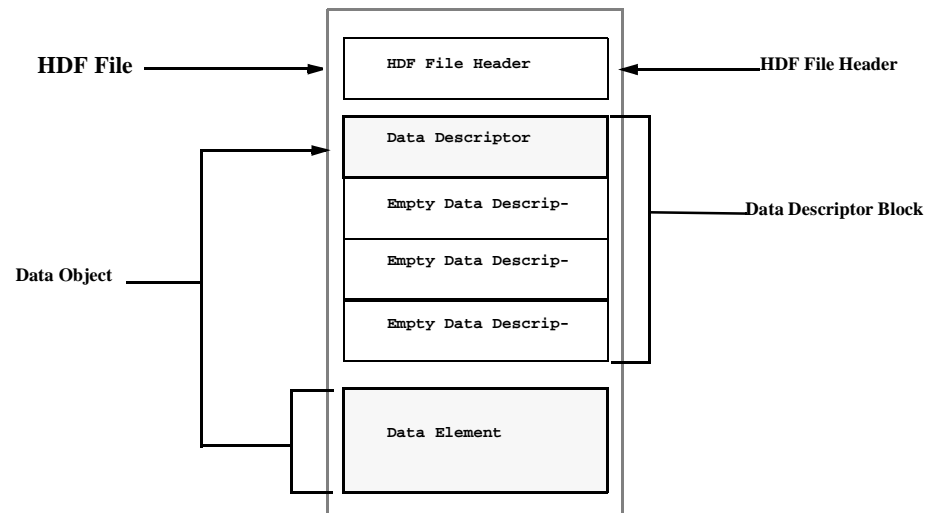 HDF File
HDF File Header
HDF File Header
Data Descriptor
Empty Data Descrip-
Data Descriptor Block
Empty Data Descrip-
Data Object
Empty Data Descrip-
Data Element